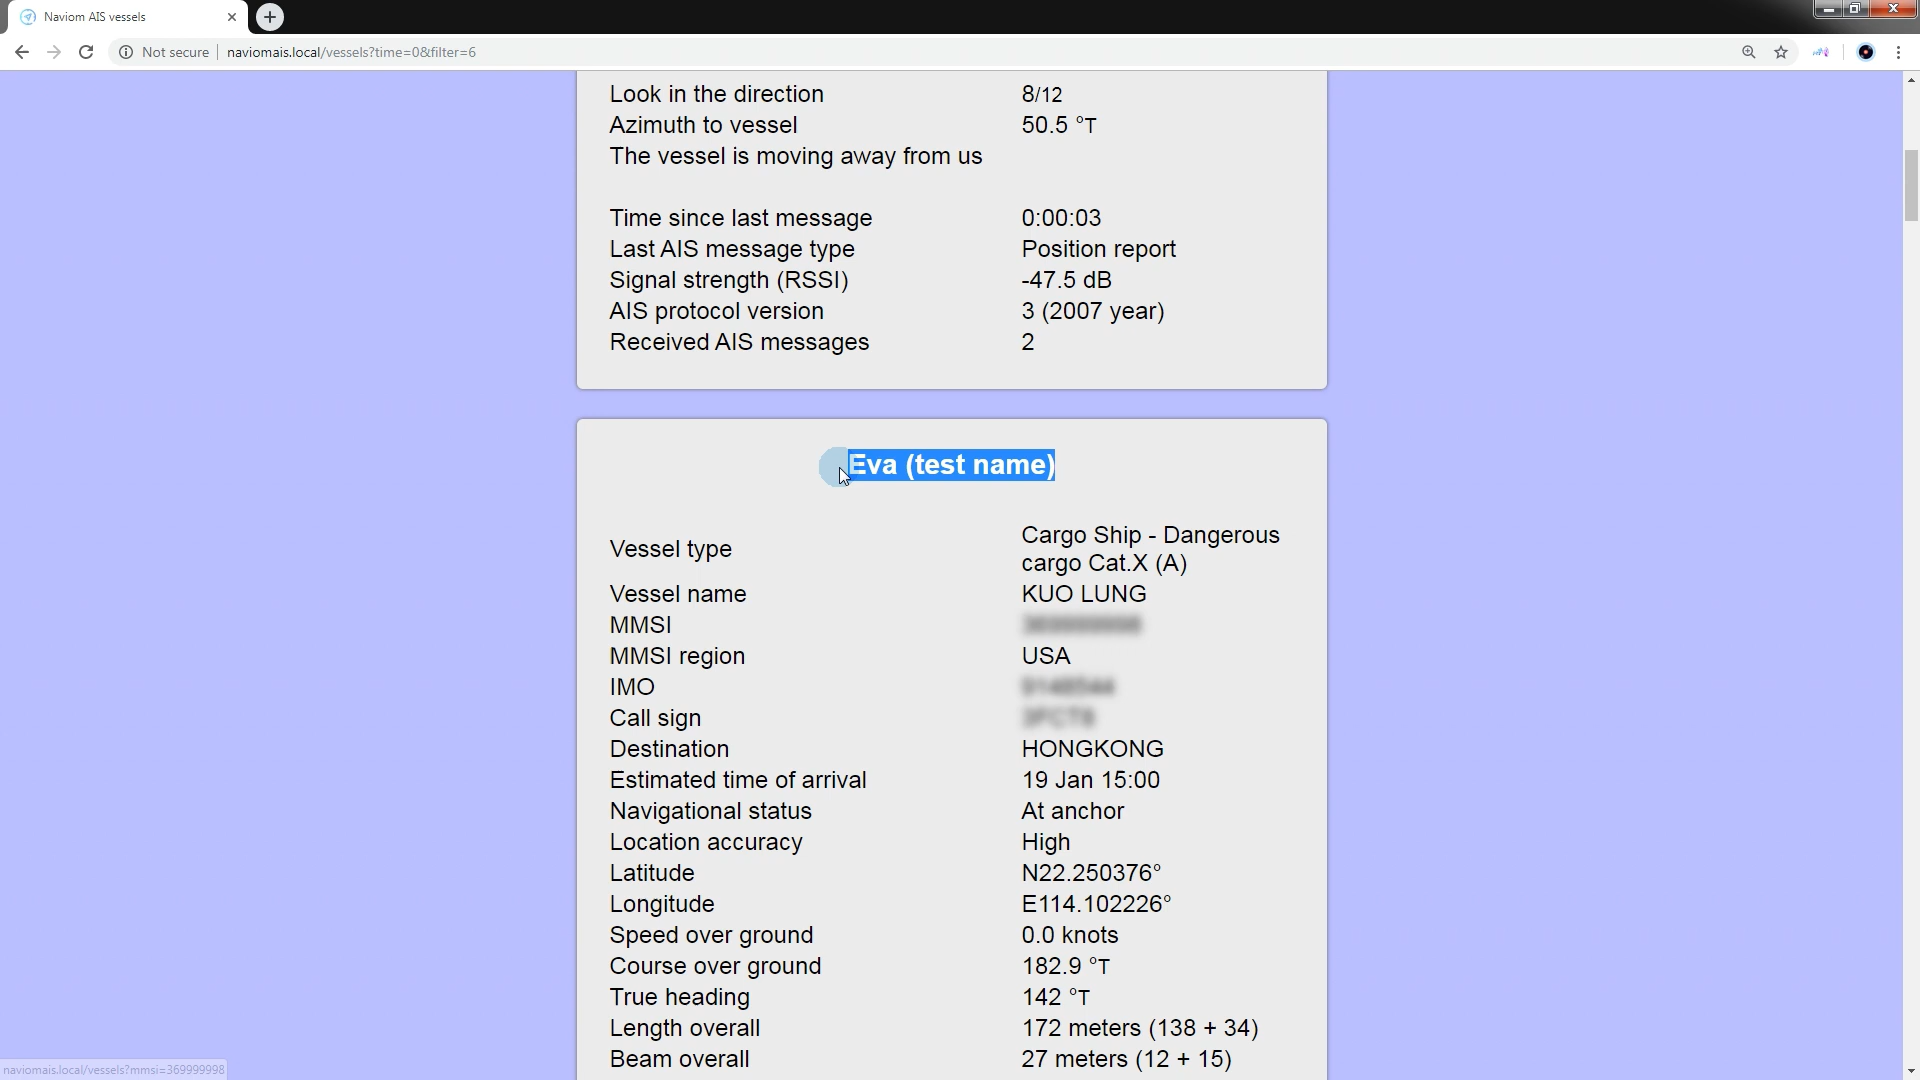 Naviom AIS vessels
Not secure
naviomais.local/vessels?time=0&filter=6
Look in the direction 8/12
Azimuth to vessel 50.5 °T
The vessel is moving away from us
Time since last message 0:00:03
Last AIS message type Position report
Signal strength (RSSI) -47.5 dB
AIS protocol version 3 (2007 year)
Received AIS messages 2
Eva (test name)
Vessel type Cargo Ship - Dangerous
cargo Cat.X (A)
Vessel name KUO LUNG
MMSI
MMSI region USA
IMO
Call sign
Destination HONGKONG
Estimated time of arrival 19 Jan 15:00
Navigational status At anchor
Location accuracy High
Latitude N22.250376°
Longitude E114.102226°
Speed over ground 0.0 knots
Course over ground 182.9 °T
True heading 142 °T
Length overall 172 meters (138 + 34)
Beam overall 27 meters (12 + 15)
naviomais.local/vessels?mmsi=369999998